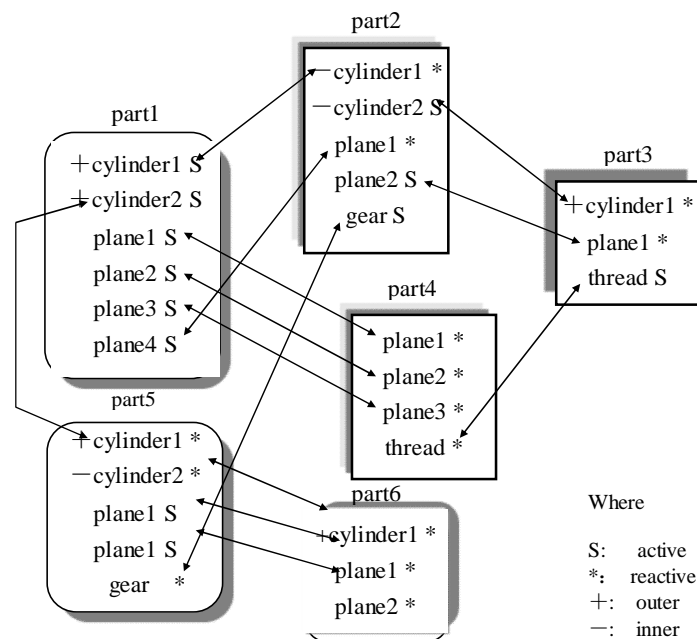 part2
－cylinder1 *
－cylinder2 S
plane1 *
plane2 S
gear S
part1
＋cylinder1 S
＋cylinder2 S
plane1 S
plane2 S
plane3 S
plane4 S
part3
＋cylinder1 *
plane1 *
thread S
part4
plane1 *
plane2 *
plane3 *
thread *
part5
＋cylinder1 *
－cylinder2 *
plane1 S
plane1 S
gear *
part6
＋cylinder1 *
plane1 *
plane2 *
Where
S: active
*: reactive
＋: outer
－: inner